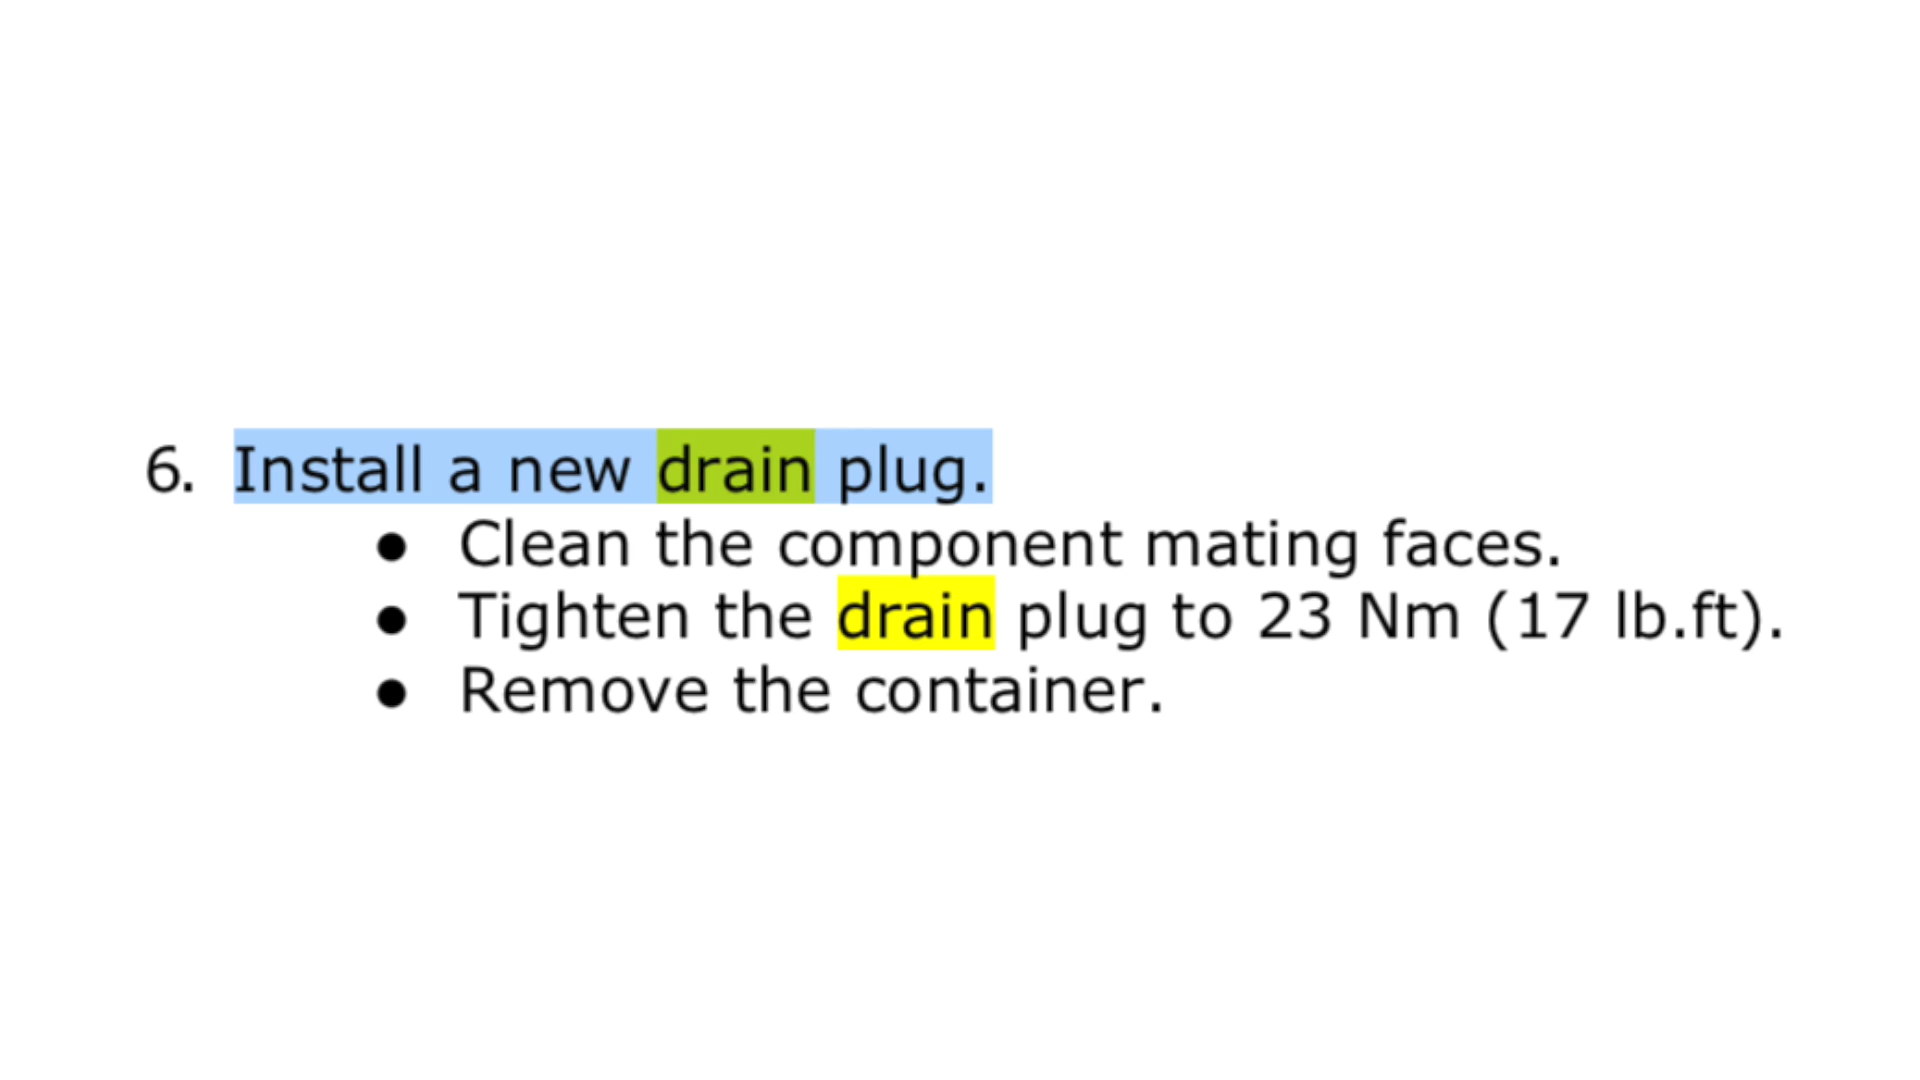 6. Install a new drain plug.
● Clean the component mating faces.
● Tighten the drain plug to 23 Nm (17 lb.ft).
● Remove the container.